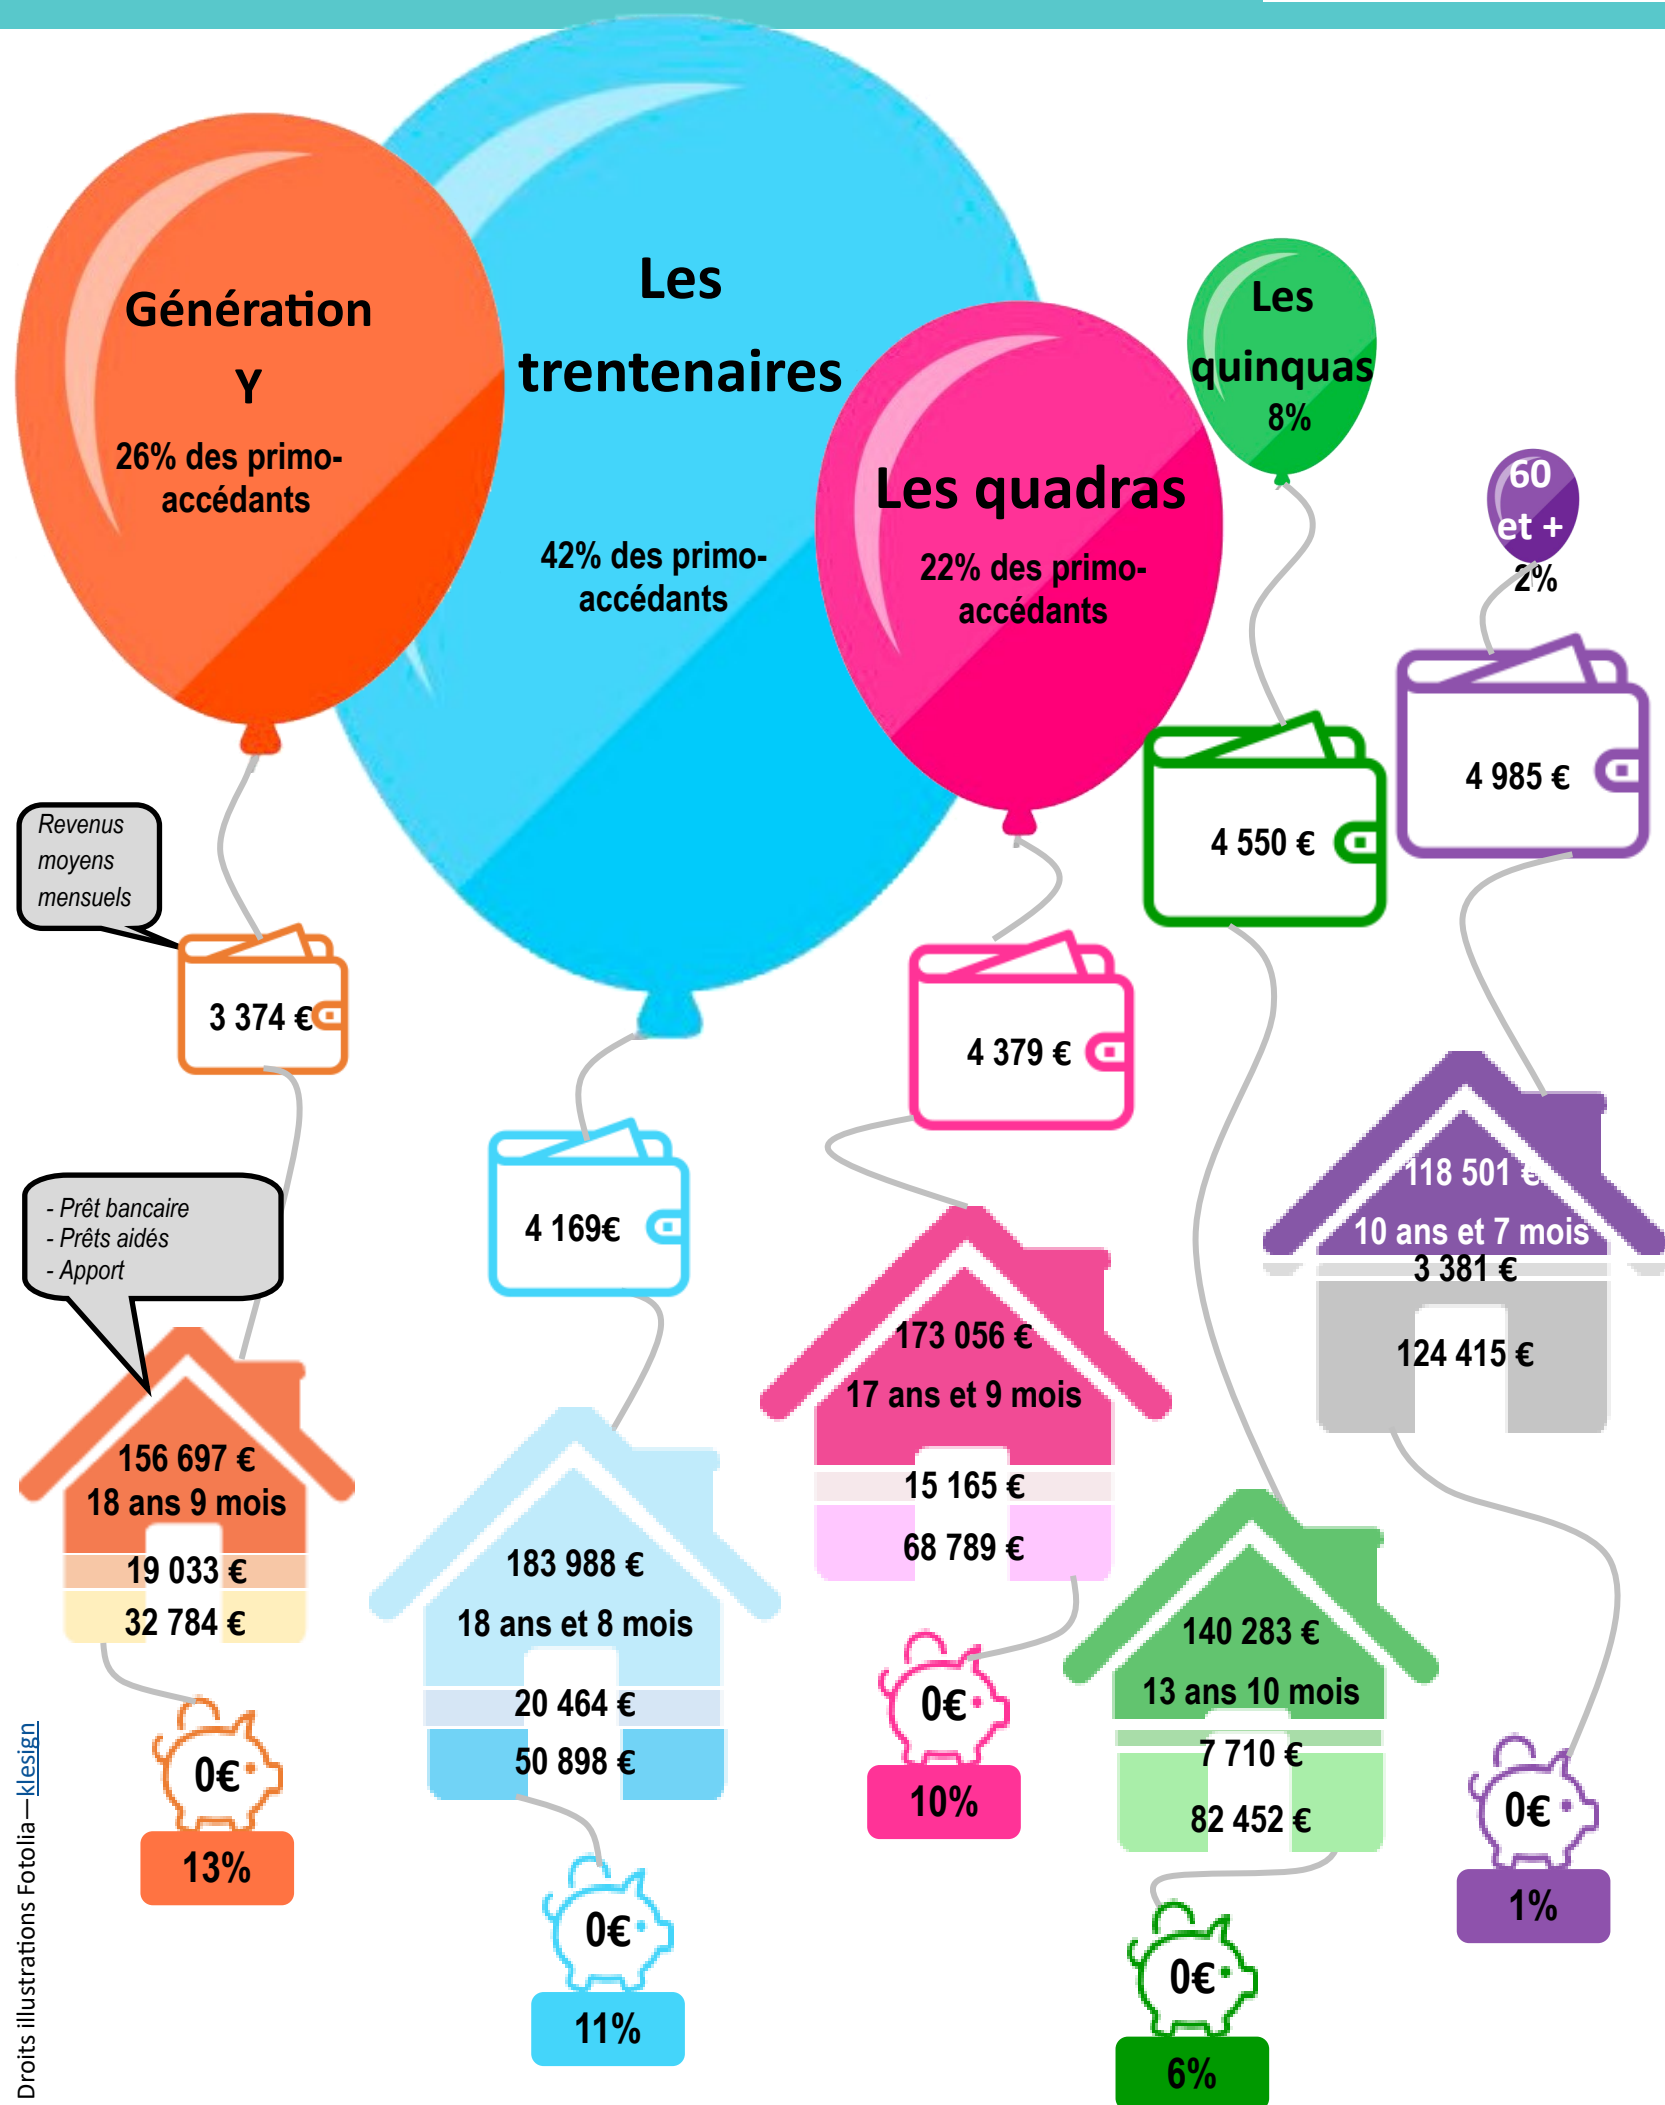 Génération
Y
26% des primo-
accédants
Les
trentenaires
42% des primo-
accédants
Les quadras
22% des primo-
accédants
Les
quinquas
8%
60
et +
2%
Revenus
moyens
mensuels
3 374 €
4 169€
4 379 €
4 550 €
4 985 €
- Prêt bancaire
- Prêts aidés
- Apport
156 697 €
18 ans 9 mois
19 033 €
32 784 €
183 988 €
18 ans et 8 mois
20 464 €
50 898 €
173 056 €
17 ans et 9 mois
15 165 €
68 789 €
140 283 €
13 ans 10 mois
7 710 €
82 452 €
118 501 €
10 ans et 7 mois
3 381 €
124 415 €
0€
13%
0€
11%
0€
10%
0€
6%
0€
1%
Droits illustrations Fotolia—klesign